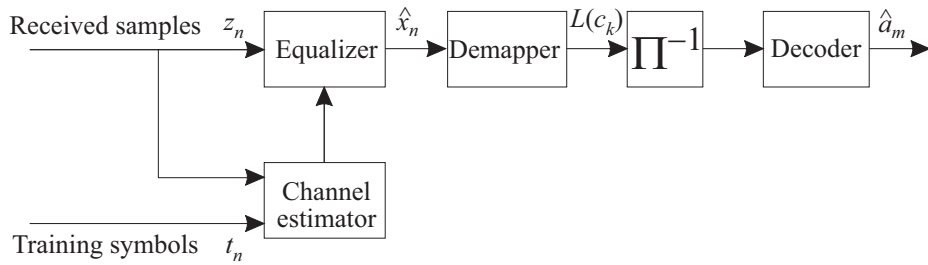 Received samples
z_n
Equalizer
x̂_n
Demapper
L(c_k)
∏⁻¹
Decoder
â_m
Channel
estimator
Training symbols
t_n